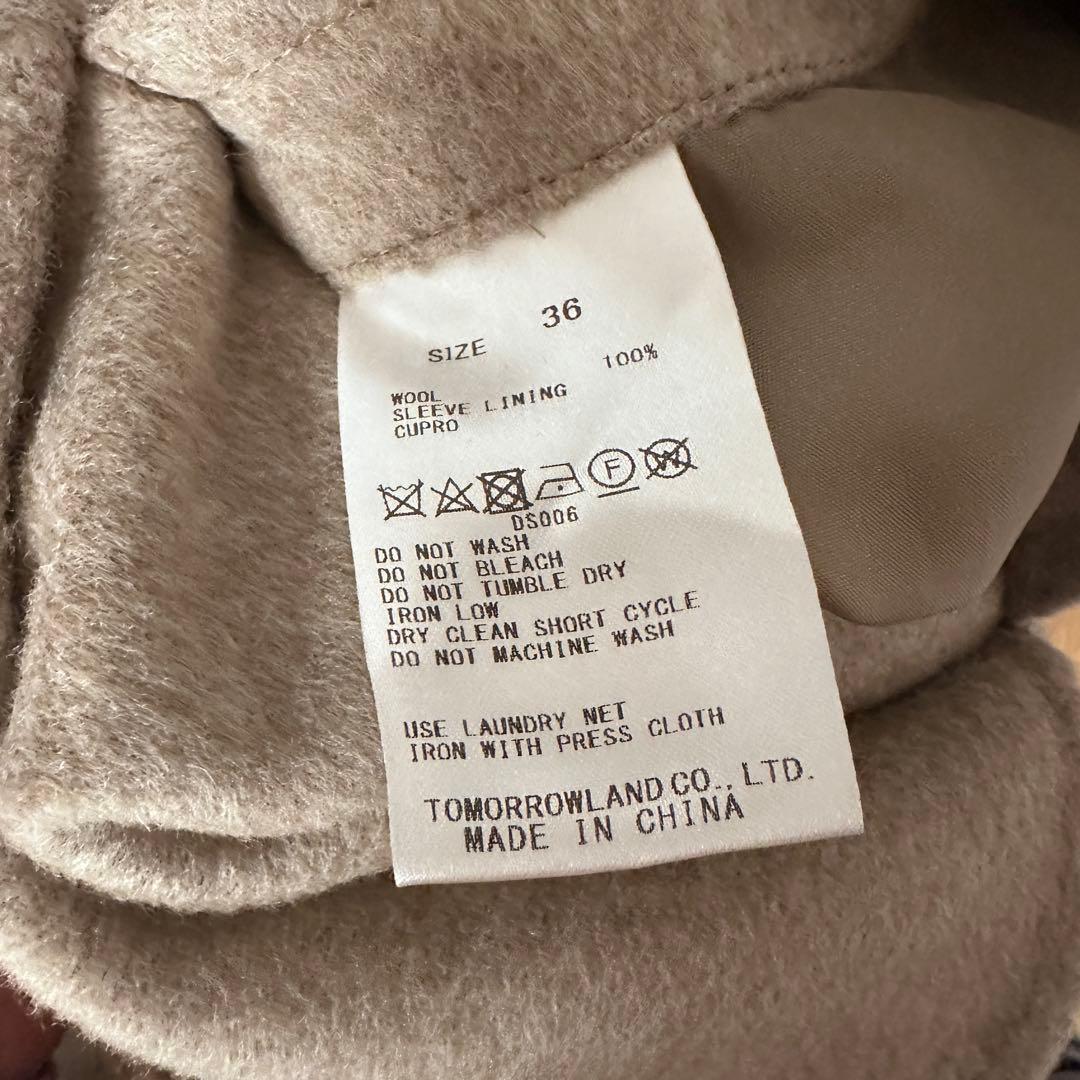 36
SIZE
100%
WOOL
SLEEVE LINING
CUPRO
F W
DS006
DO NOT WASH
DO NOT BLEACH
DO NOT TUMBLE DRY
IRON LOW
DRY CLEAN SHORT CYCLE
DO NOT MACHINE WASH
USE LAUNDRY NET
IRON WITH PRESS CLOTH
TOMORROWLAND CO., LTD.
MADE IN CHINA